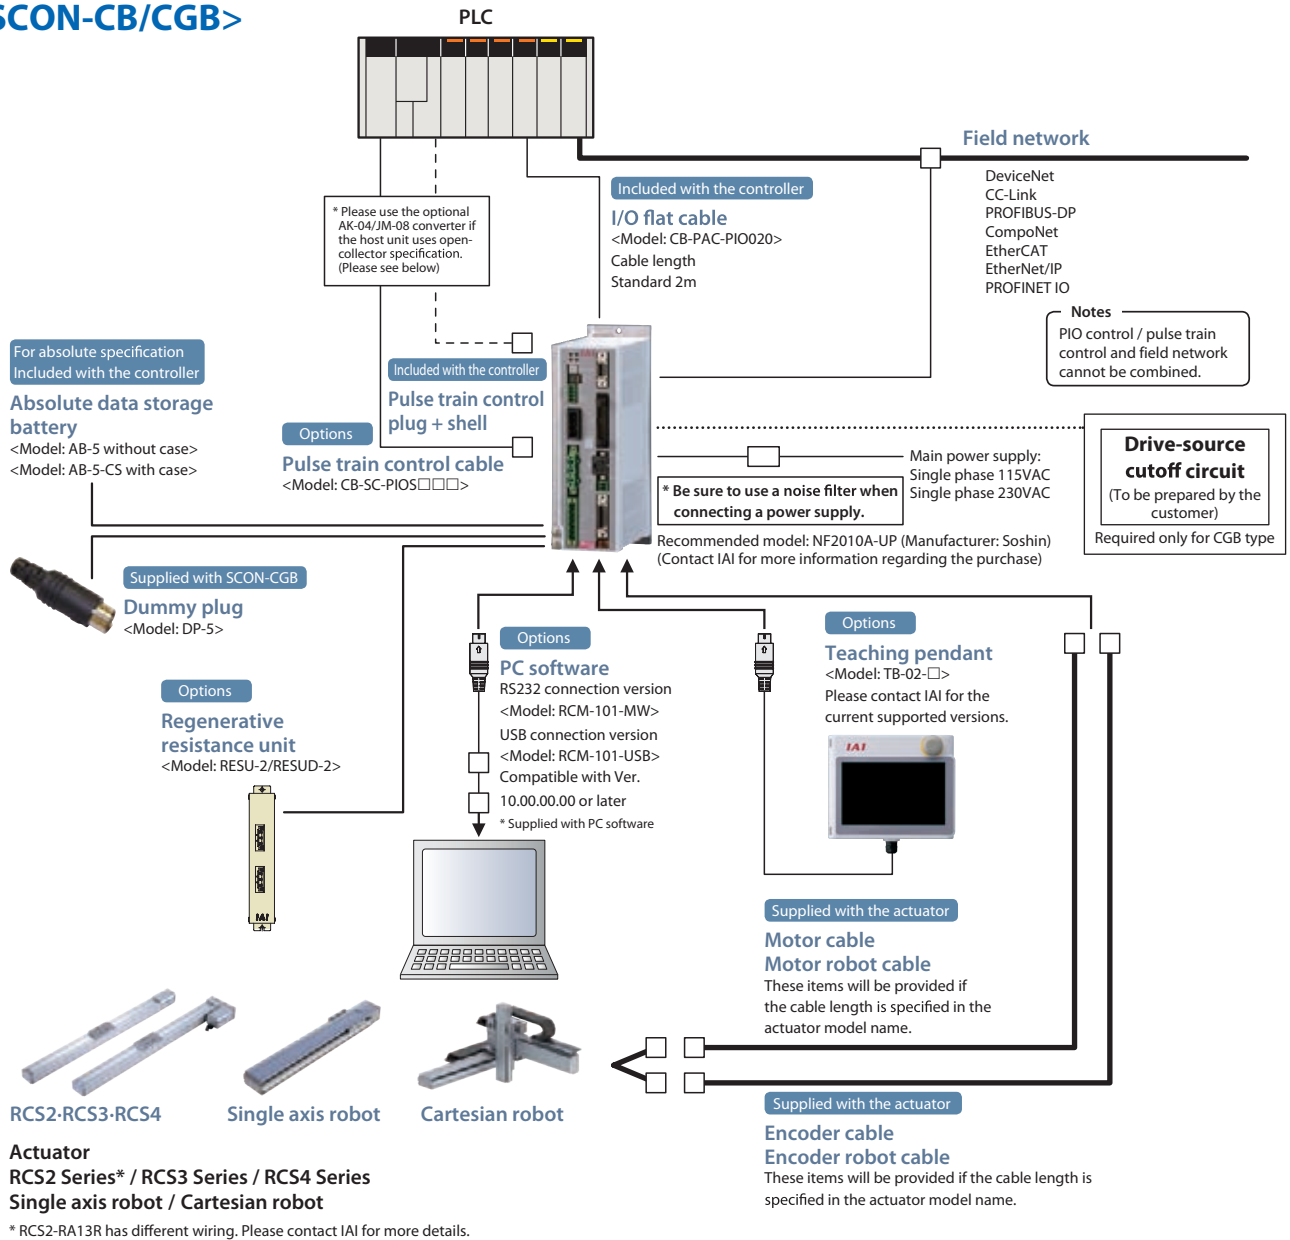 SCON-CB/CGB>
PLC
Field network
DeviceNet
CC-Link
PROFIBUS-DP
CompoNet
EtherCAT
EtherNet/IP
PROFINET IO
Notes
PIO control / pulse train
control and field network
cannot be combined.
Included with the controller
I/O flat cable
<Model: CB-PAC-PIO020>
Cable length
Standard 2m
* Please use the optional
AK-04/JM-08 converter if
the host unit uses open-
collector specification.
(Please see below)
For absolute specification
Included with the controller
Absolute data storage
battery
<Model: AB-5 without case>
<Model: AB-5-CS with case>
Included with the controller
Pulse train control
plug + shell
Options
Pulse train control cable
<Model: CB-SC-PIOS□□□>
IAI
Main power supply:
Single phase 115VAC
Single phase 230VAC
* Be sure to use a noise filter when
connecting a power supply.
Recommended model: NF2010A-UP (Manufacturer: Soshin)
(Contact IAI for more information regarding the purchase)
Drive-source
cutoff circuit
(To be prepared by the
customer)
Required only for CGB type
Supplied with SCON-CGB
Dummy plug
<Model: DP-5>
Options
Regenerative
resistance unit
<Model: RESU-2/RESUD-2>
IAI
Options
PC software
RS232 connection version
<Model: RCM-101-MW>
USB connection version
<Model: RCM-101-USB>
Compatible with Ver.
10.00.00.00 or later
* Supplied with PC software
Options
Teaching pendant
<Model: TB-02-□>
Please contact IAI for the
current supported versions.
IAI
Supplied with the actuator
Motor cable
Motor robot cable
These items will be provided if
the cable length is specified in the
actuator model name.
Supplied with the actuator
Encoder cable
Encoder robot cable
These items will be provided if the cable length is
specified in the actuator model name.
RCS2·RCS3·RCS4
Single axis robot
Cartesian robot
Actuator
RCS2 Series* / RCS3 Series / RCS4 Series
Single axis robot / Cartesian robot
* RCS2-RA13R has different wiring. Please contact IAI for more details.